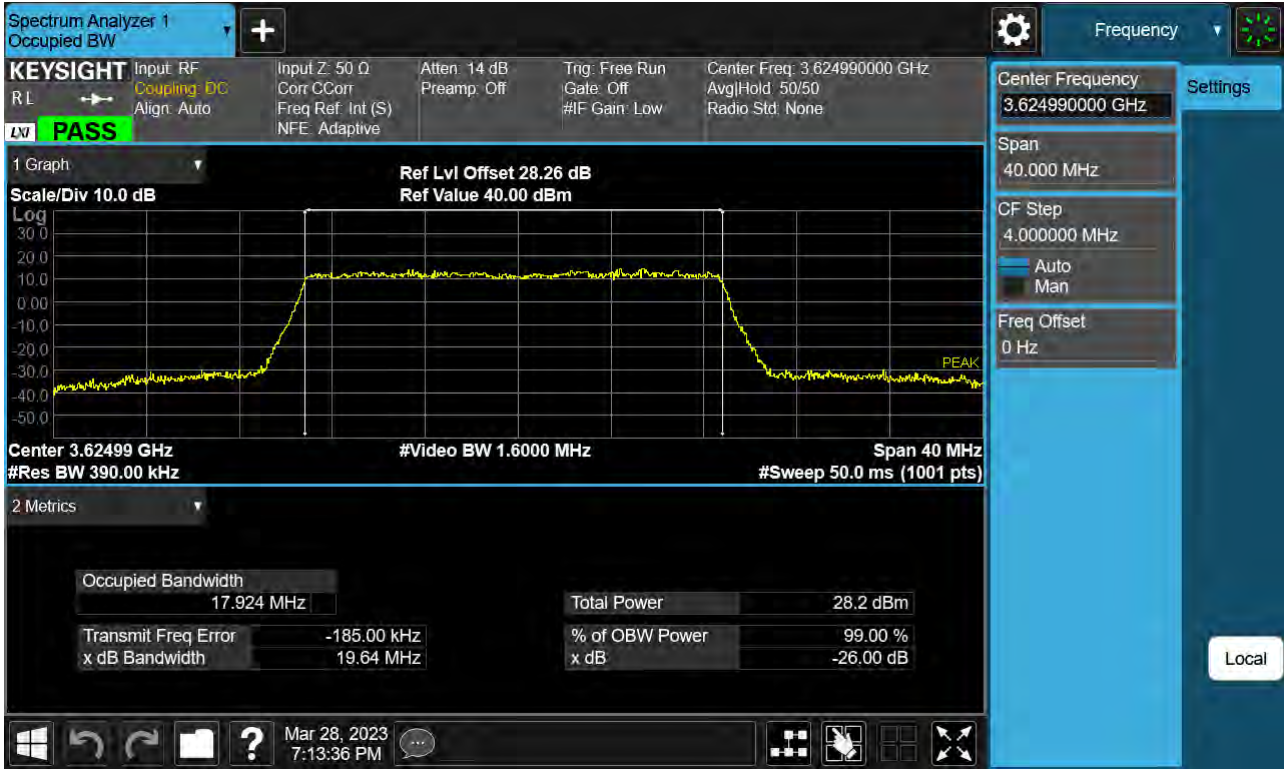 Spectrum Analyzer 1
Occupied BW
Frequency
KEYSIGHT
RL
LXI
PASS
Input: RF
Coupling: DC
Align: Auto
Input Z: 50 Ω
Corr CCorr
Freq Ref: Int (S)
NFE: Adaptive
Atten: 14 dB
Preamp: Off
Trig: Free Run
Gate: Off
#IF Gain: Low
Center Freq: 3.624990000 GHz
Avg|Hold: 50/50
Radio Std: None
Center Frequency
3.624990000 GHz
Settings
Span
40.000 MHz
CF Step
4.000000 MHz
Auto
Man
Freq Offset
0 Hz
Local
1 Graph
Scale/Div 10.0 dB
Ref Lvl Offset 28.26 dB
Ref Value 40.00 dBm
Log
30.0
20.0
10.0
0.00
-10.0
-20.0
-30.0
-40.0
-50.0
PEAK
Center 3.62499 GHz
#Video BW 1.6000 MHz
Span 40 MHz
#Res BW 390.00 kHz
#Sweep 50.0 ms (1001 pts)
2 Metrics
Occupied Bandwidth
17.924 MHz
Total Power 28.2 dBm
Transmit Freq Error -185.00 kHz
% of OBW Power 99.00 %
x dB Bandwidth 19.64 MHz
x dB -26.00 dB
?
Mar 28, 2023
7:13:36 PM